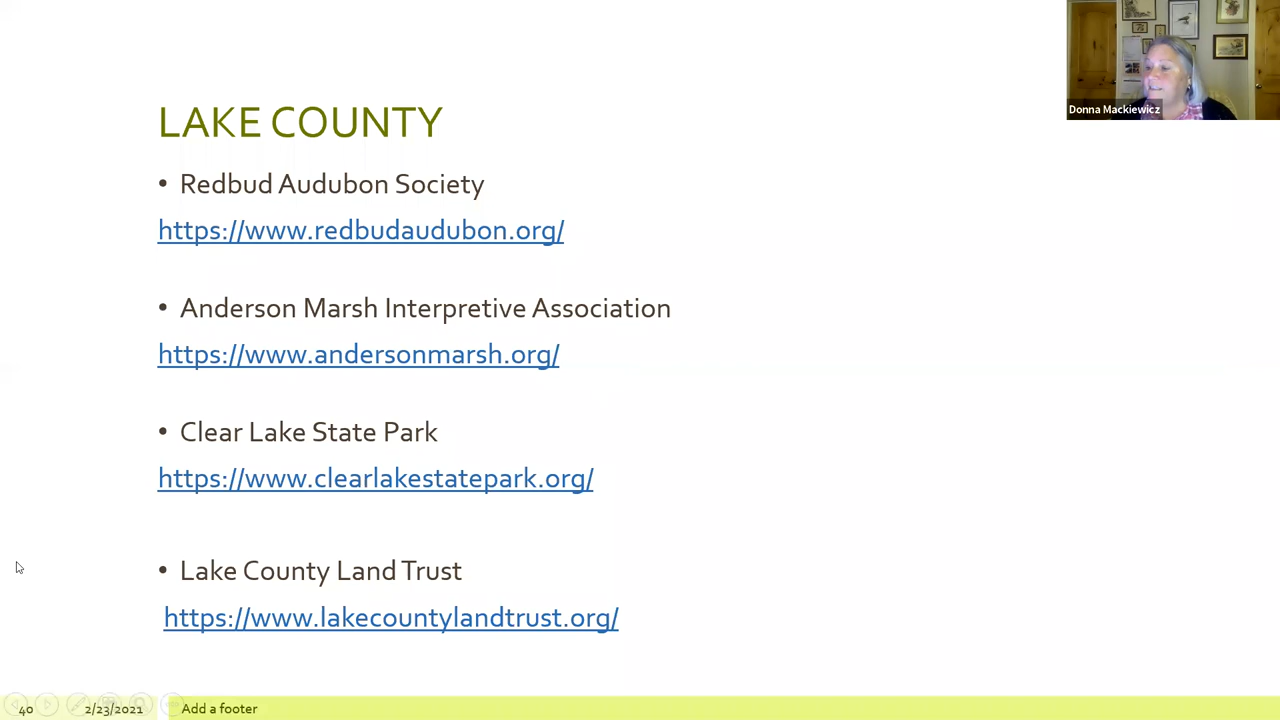 LAKE COUNTY
• Redbud Audubon Society
https://www.redbudaudubon.org/
• Anderson Marsh Interpretive Association
https://www.andersonmarsh.org/
• Clear Lake State Park
https://www.clearlakestatepark.org/
• Lake County Land Trust
https://www.lakecountylandtrust.org/
40 2/23/2021 Add a footer
Donna Mackiewicz